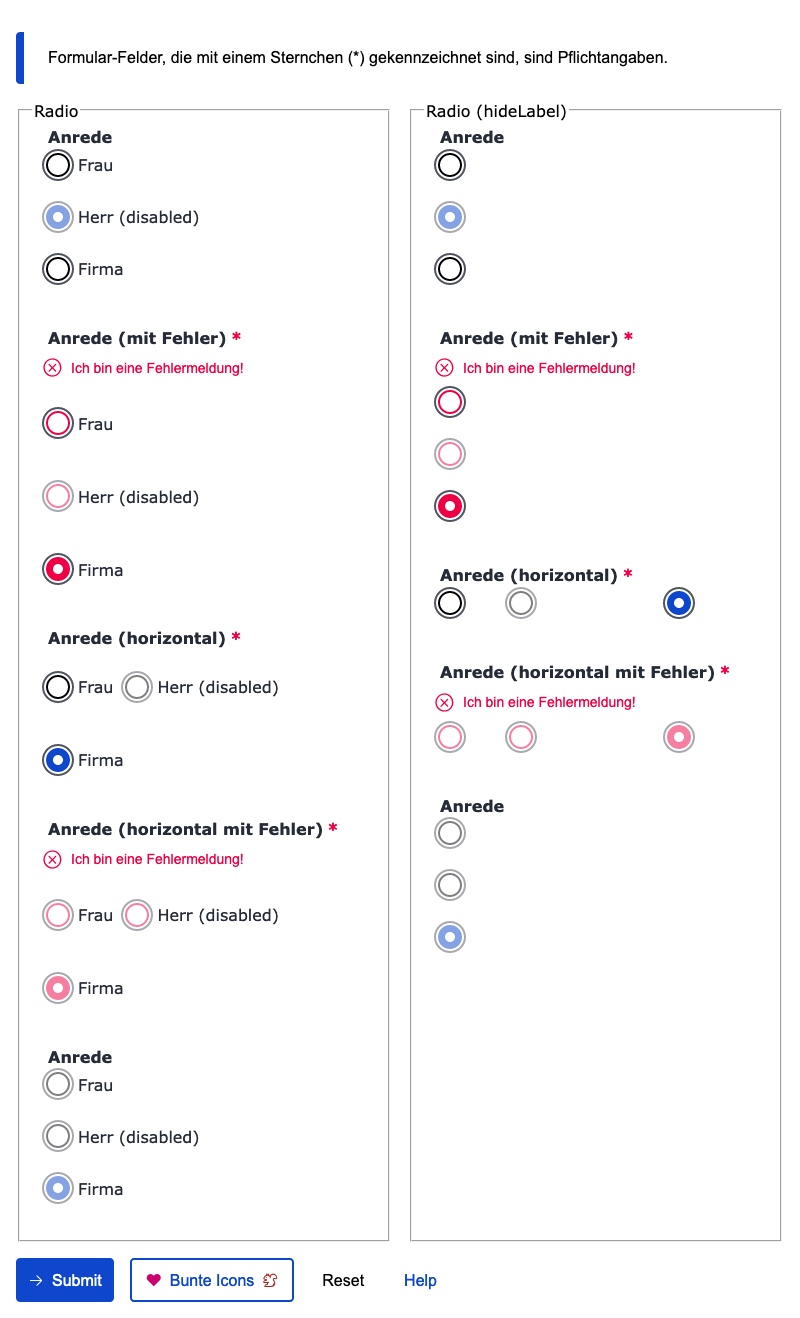 Formular-Felder, die mit einem Sternchen (*) gekennzeichnet sind, sind Pflichtangaben.
Radio
Anrede
Frau
Herr (disabled)
Firma
Anrede (mit Fehler) *
Ich bin eine Fehlermeldung!
Frau
Herr (disabled)
Firma
Anrede (horizontal) *
Frau Herr (disabled)
Firma
Anrede (horizontal mit Fehler) *
Ich bin eine Fehlermeldung!
Frau Herr (disabled)
Firma
Anrede
Frau
Herr (disabled)
Firma
Radio (hideLabel)
Anrede
Anrede (mit Fehler) *
Ich bin eine Fehlermeldung!
Anrede (horizontal) *
Anrede (horizontal mit Fehler) *
Ich bin eine Fehlermeldung!
Anrede
Submit Bunte Icons Reset Help